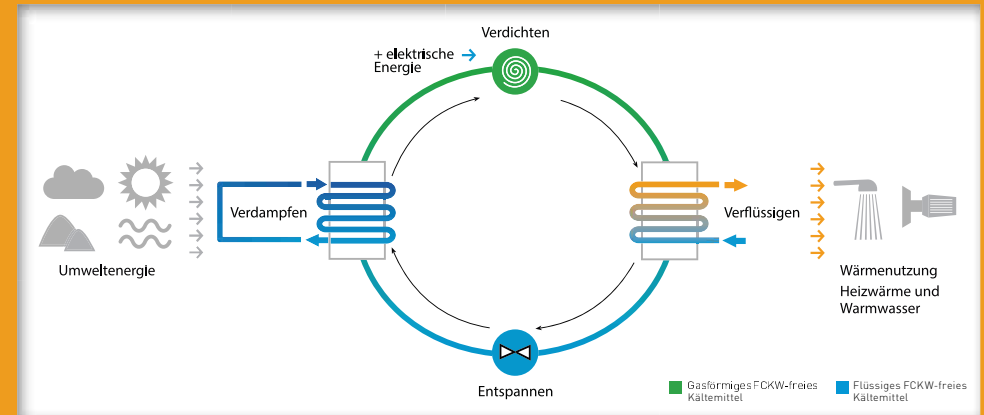 Verdichten
+ elektrische
Energie
Verdampfen
Verflüssigen
Umweltenergie
Wärmenutzung
Heizwärme und
Warmwasser
Entspannen
Gasförmiges FCKW-freies
Kältemittel
Flüssiges FCKW-freies
Kältemittel